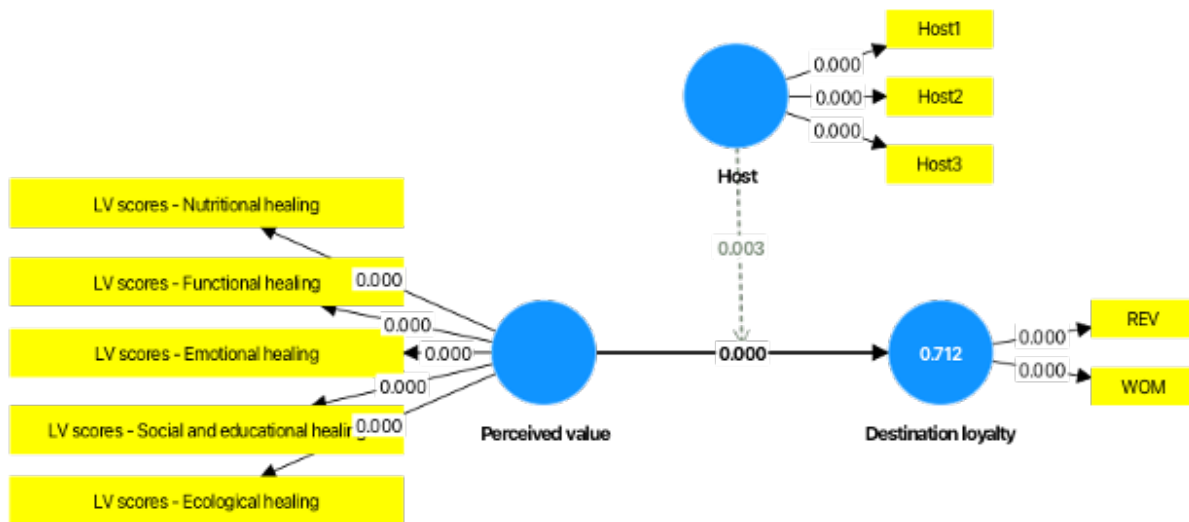 Host1
0.000
0.000
Host2
0.000
Host3
Host
LV scores - Nutritional healing
0.003
0.000
LV scores - Functional healing
0.000
REV
0.000
LV scores - Emotional healing
0.000
0.000
0.712
0.000
0.000
WOM
LV scores - Social and educational healing
0.000
Perceived value
Destination loyalty
LV scores - Ecological healing